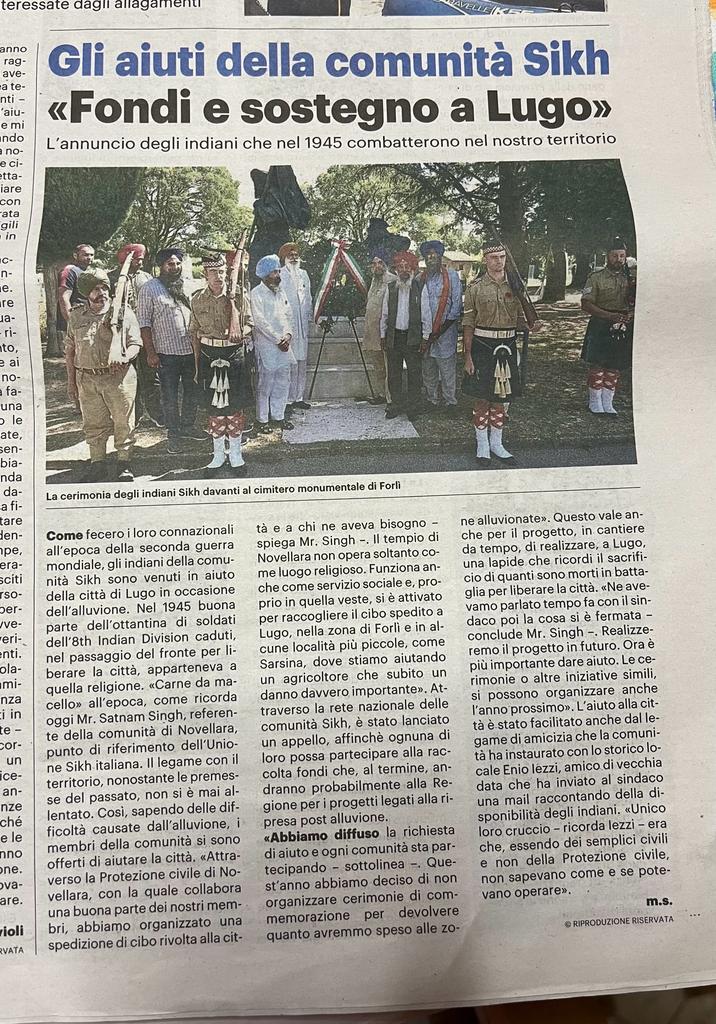 teressate dagli allagamenti
Gli aiuti della comunità Sikh
«Fondi e sostegno a Lugo»
L'annuncio degli indiani che nel 1945 combatterono nel nostro territorio
La cerimonia degli indiani Sikh davanti al cimitero monumentale di Forlì
Come fecero i loro connazionali
all'epoca della seconda guerra
mondiale, gli indiani della comu-
nità Sikh sono venuti in aiuto
della città di Lugo in occasione
dell'alluvione. Nel 1945 buona
parte dell'ottantina di soldati
dell'8th Indian Division caduti,
nel passaggio del fronte per li-
berare la città, apparteneva a
quella religione. «Carne da ma-
cello» all'epoca, come ricorda
oggi Mr. Satnam Singh, referen-
te della comunità di Novellara,
punto di riferimento dell'Unio-
ne Sikh italiana. Il legame con il
territorio, nonostante le premes-
se del passato, non si è mai al-
lentato. Così, sapendo delle dif-
ficoltà causate dall'alluvione, i
membri della comunità si sono
offerti di aiutare la città. «Attra-
verso la Protezione civile di No-
vellara, con la quale collabora
una buona parte dei nostri mem-
bri, abbiamo organizzato una
spedizione di cibo rivolta alla cit-
tà e a chi ne aveva bisogno –
spiega Mr. Singh –. Il tempio di
Novellara non opera soltanto co-
me luogo religioso. Funziona an-
che come servizio sociale e, pro-
prio in quella veste, si è attivato
per raccogliere il cibo spedito a
Lugo, nella zona di Forlì e in al-
cune località più piccole, come
Sarsina, dove stiamo aiutando
un agricoltore che subito un
danno davvero importante». At-
traverso la rete nazionale delle
comunità Sikh, è stato lanciato
un appello, affinchè ognuna di
loro possa partecipare alla rac-
colta fondi che, al termine, an-
dranno probabilmente alla Re-
gione per i progetti legati alla ri-
presa post alluvione.
«Abbiamo diffuso la richiesta
di aiuto e ogni comunità sta par-
tecipando – sottolinea –. Que-
st'anno abbiamo deciso di non
organizzare cerimonie di com-
memorazione per devolvere
quanto avremmo speso alle zo-
ne alluvionate». Questo vale an-
che per il progetto, in cantiere
da tempo, di realizzare, a Lugo,
una lapide che ricordi il sacrifi-
cio di quanti sono morti in batta-
glia per liberare la città. «Ne ave-
vamo parlato tempo fa con il sin-
daco poi la cosa si è fermata –
conclude Mr. Singh –. Realizze-
remo il progetto in futuro. Ora è
più importante dare aiuto. Le ce-
rimonie o altre iniziative simili,
si possono organizzare anche
l'anno prossimo». L'aiuto alla cit-
tà è stato facilitato anche dal le-
game di amicizia che la comuni-
tà ha instaurato con lo storico lo-
cale Enio Iezzi, amico di vecchia
data che ha inviato al sindaco
una mail raccontando della di-
sponibilità degli indiani. «Unico
loro cruccio – ricorda Iezzi – era
che, essendo dei semplici civili
e non della Protezione civile,
non sapevano come e se pote-
vano operare».
m.s.
© RIPRODUZIONE RISERVATA